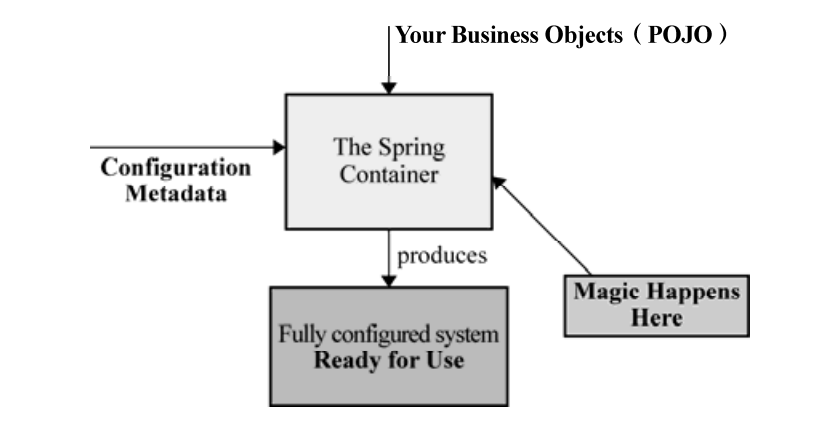 Your Business Objects（POJO）
The Spring
Container
Configuration
Metadata
produces
Magic Happens
Here
Fully configured system
Ready for Use